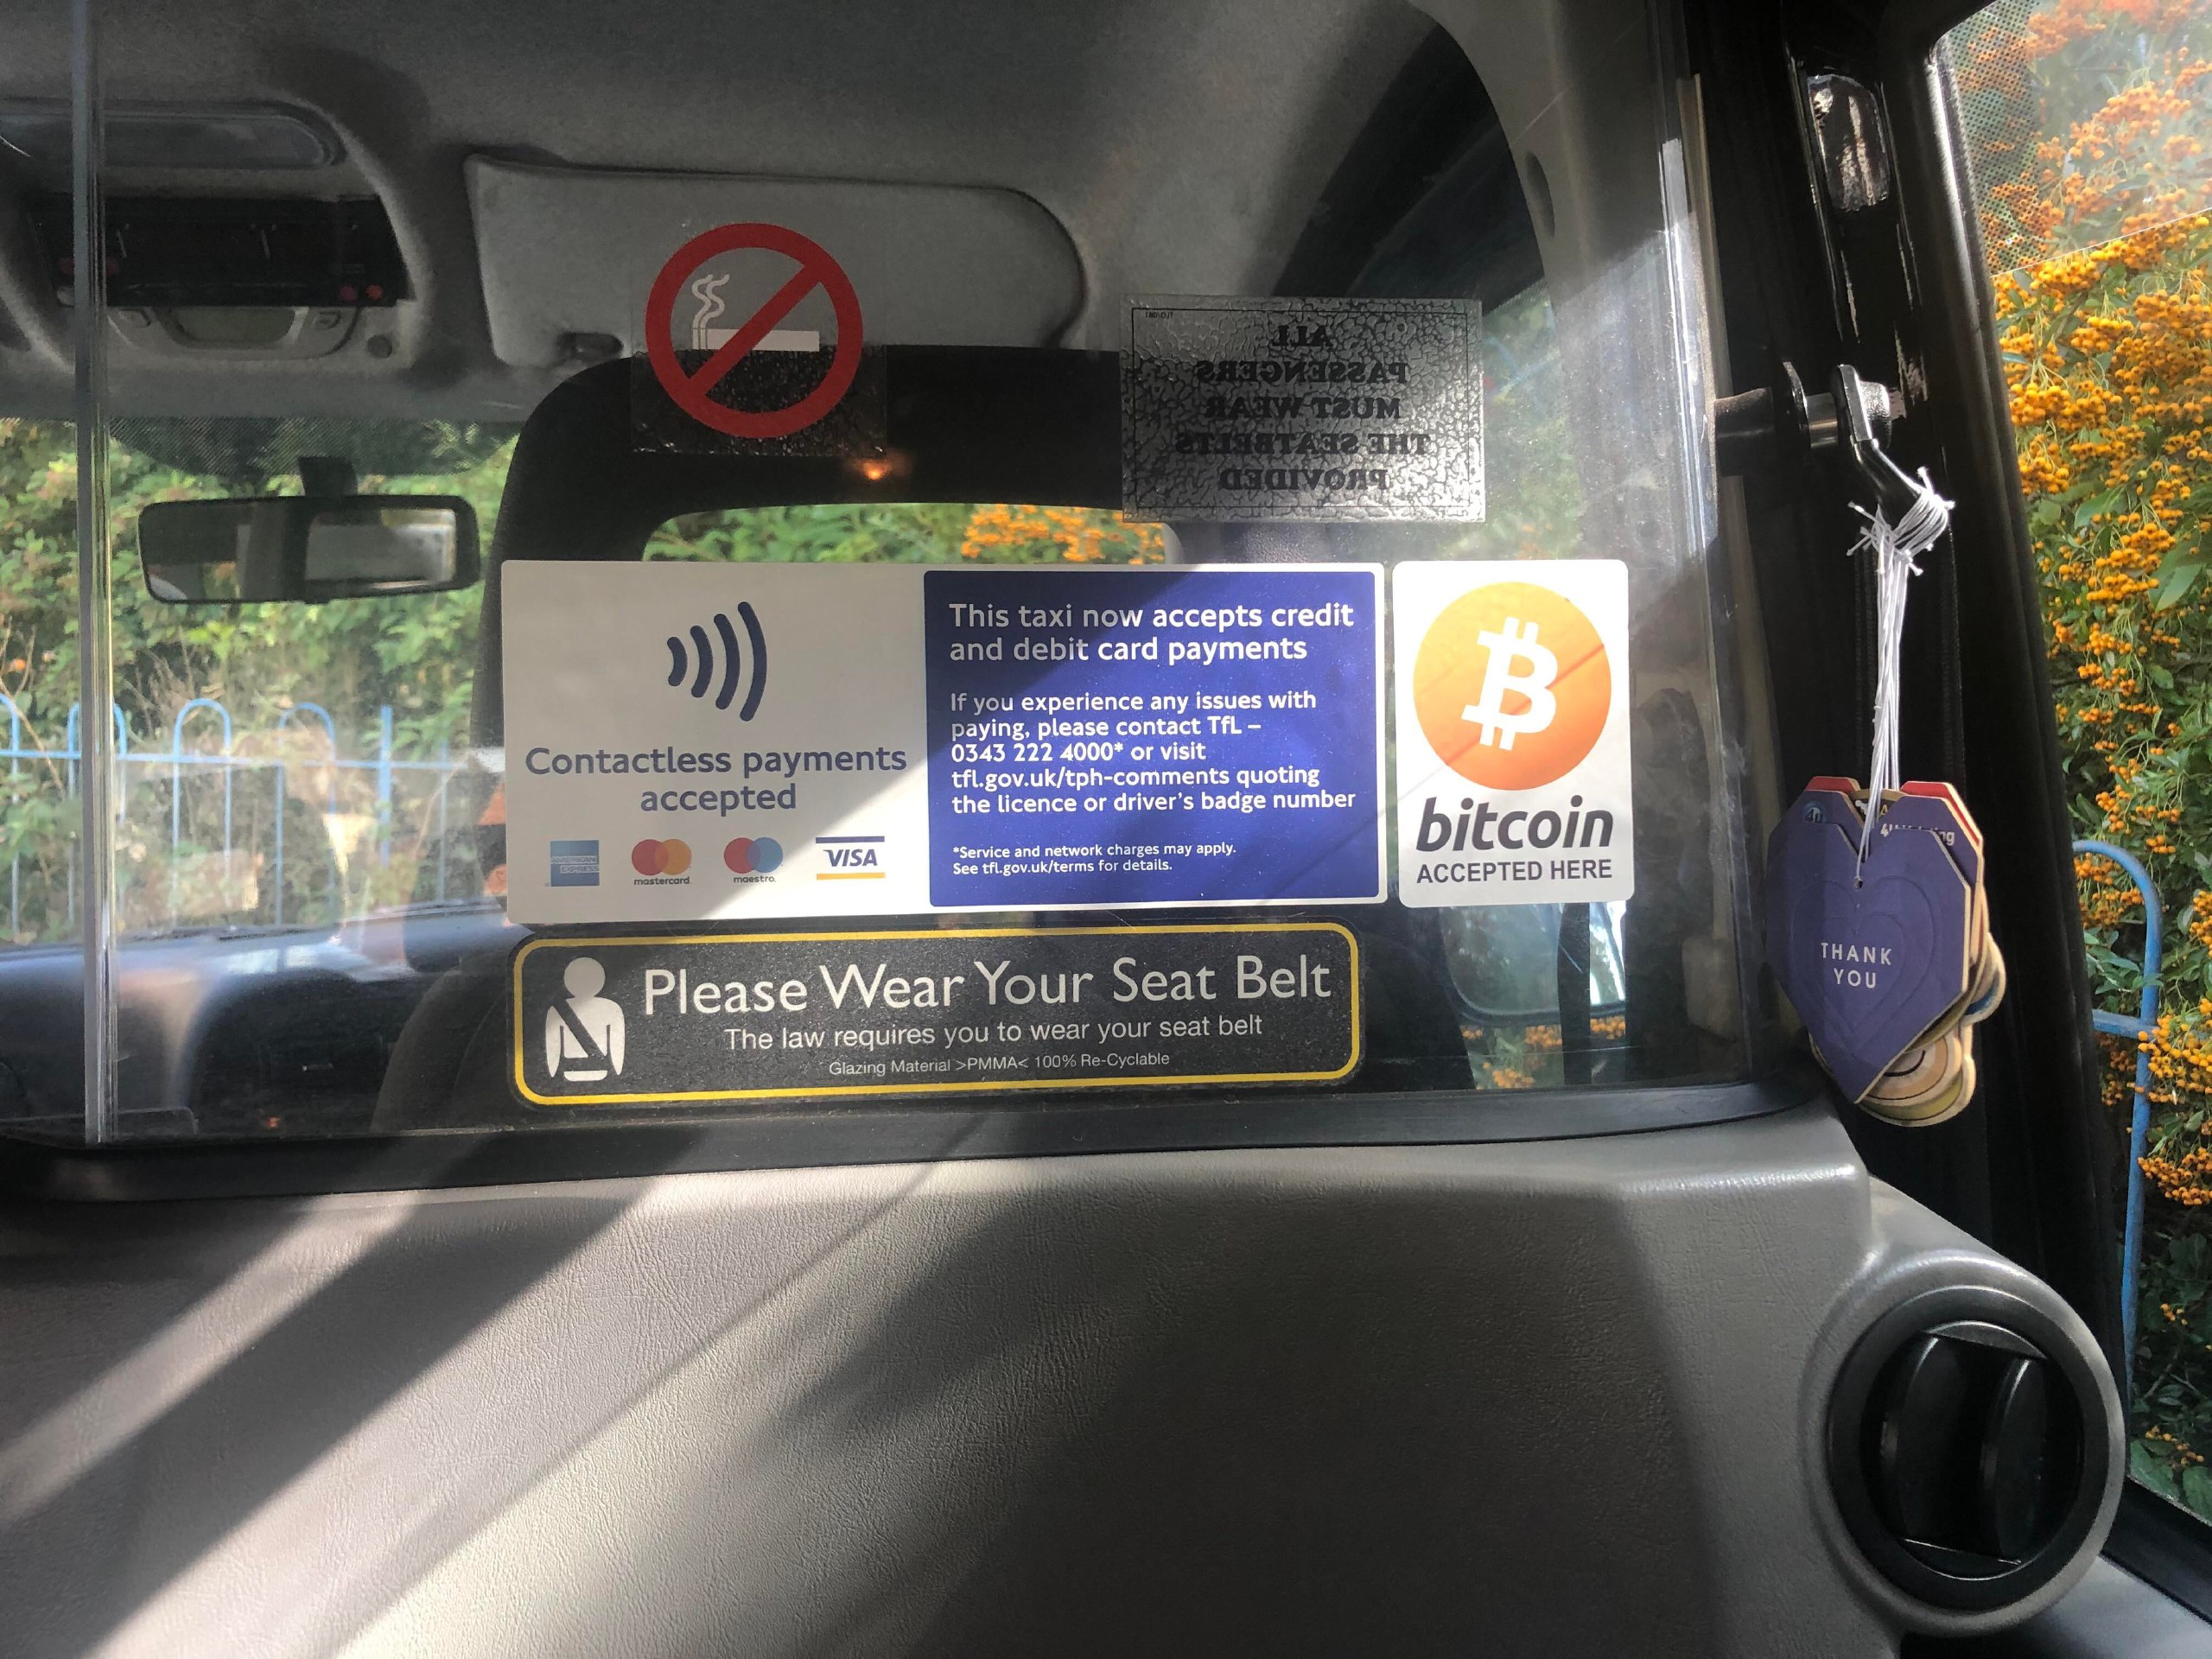 ALL
PASSENGERS
MUST WEAR
THE SEATBELTS
PROVIDED
Contactless payments
accepted
AMERICAN
EXPRESS
mastercard.
maestro.
VISA
This taxi now accepts credit
and debit card payments
If you experience any issues with
paying, please contact TfL –
0343 222 4000* or visit
tfl.gov.uk/tph-comments quoting
the licence or driver's badge number
*Service and network charges may apply.
See tfl.gov.uk/terms for details.
bitcoin
ACCEPTED HERE
Please Wear Your Seat Belt
The law requires you to wear your seat belt
Glazing Material >PMMA< 100% Re-Cyclable
THANK
YOU